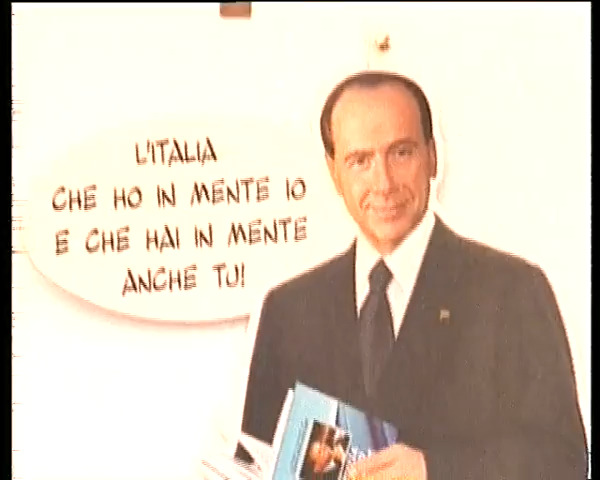 L'ITALIA
CHE HO IN MENTE IO
E CHE HAI IN MENTE
ANCHE TU!